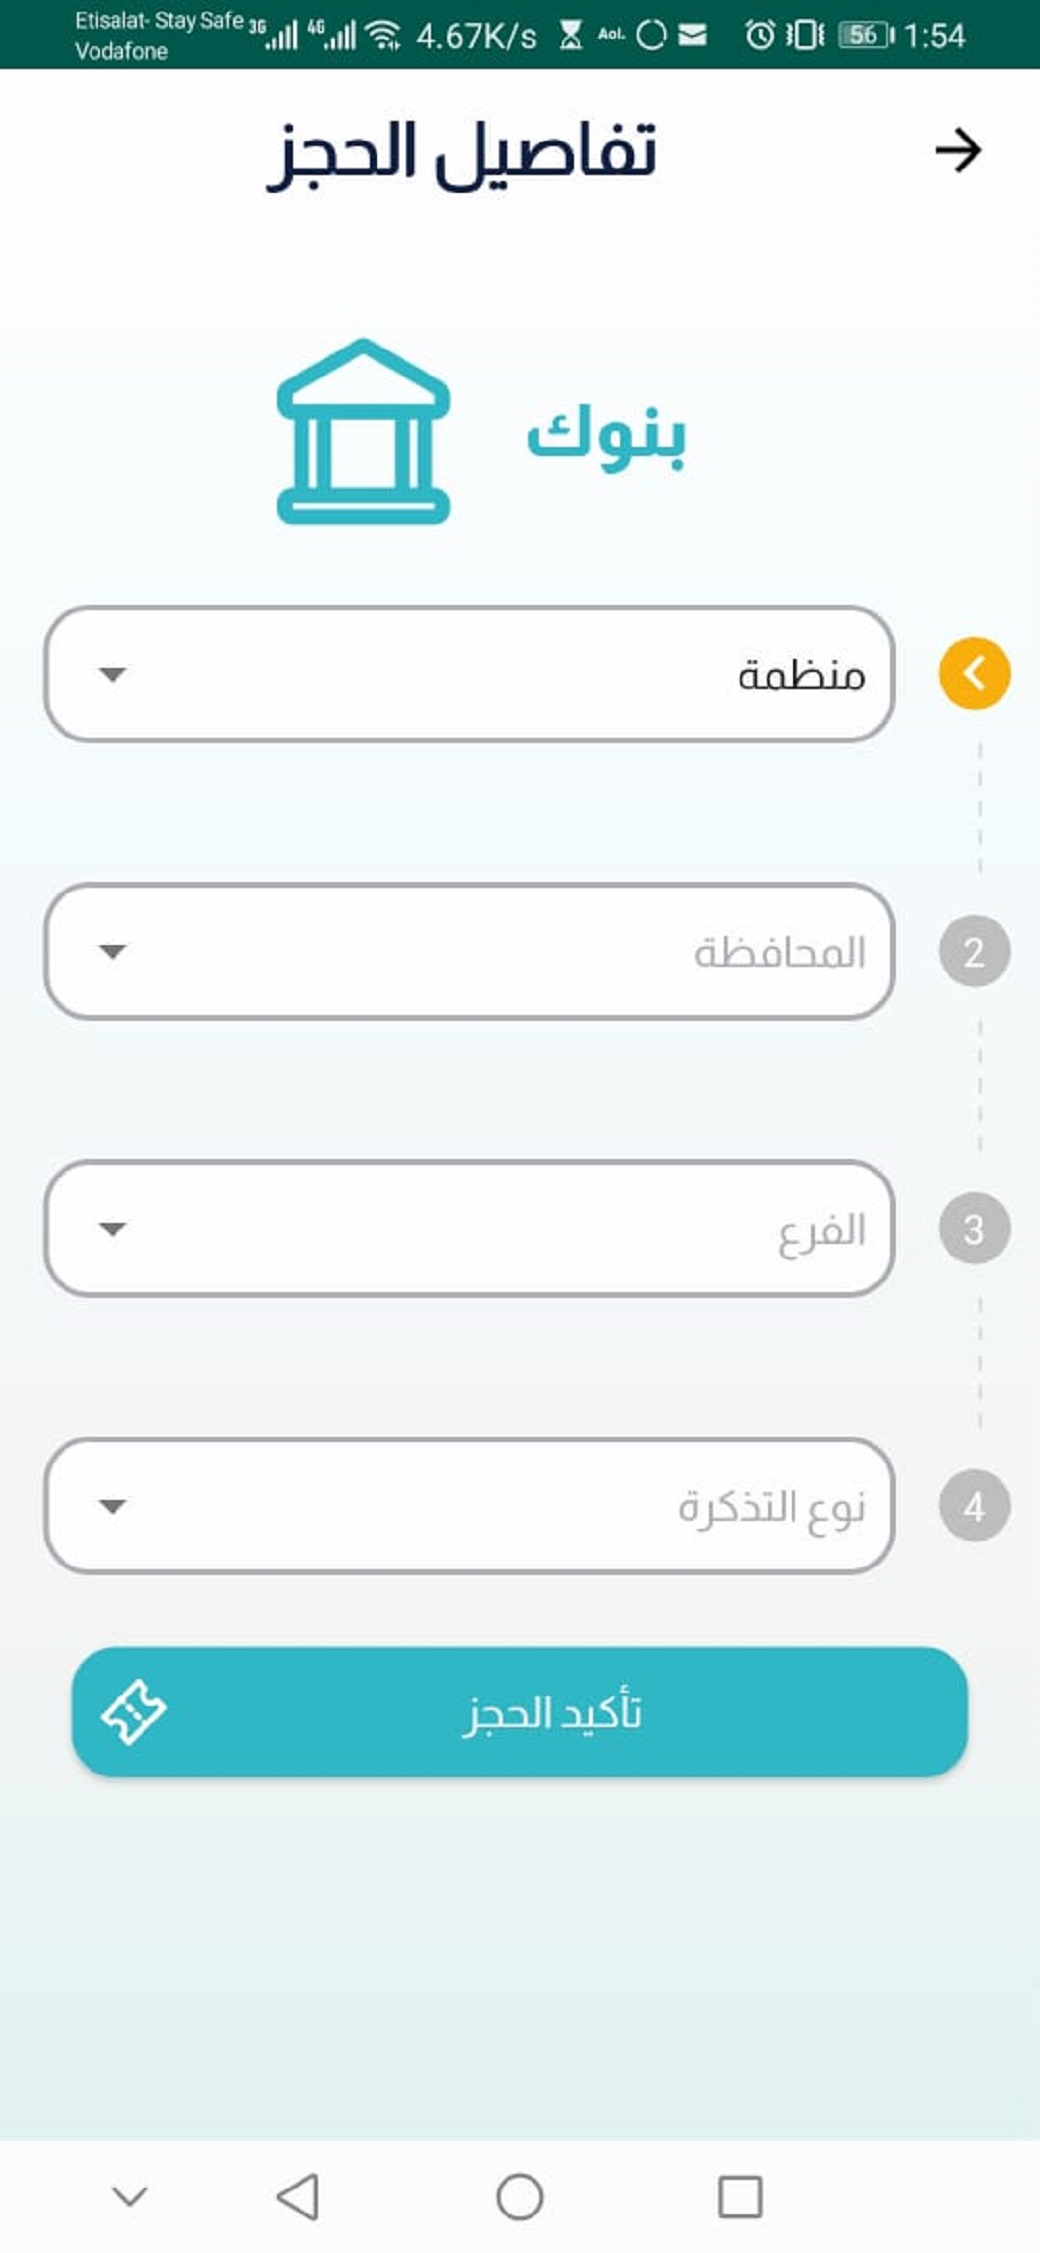 Etisalat- Stay Safe 3G 4G 4.67K/s Aol. 56 1:54
Vodafone
تفاصيل الحجز
بنوك
منظمة
المحافظة
2
الفرع
3
نوع التذكرة
4
تأكيد الحجز